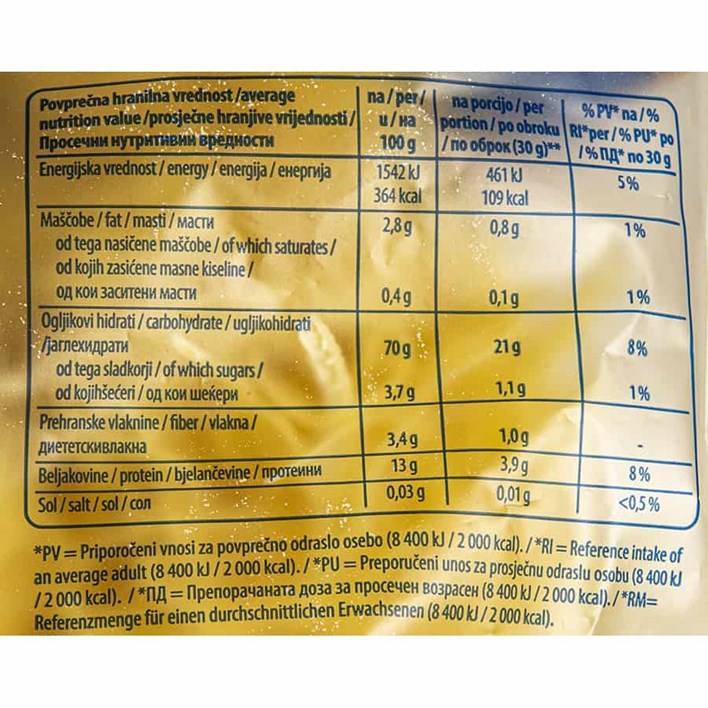 Povprečna hranilna vrednost /average na/per/ na porcijo / per % PV* na / %
nutrition value /prosječne hranjive vrijednosti / u / на portion / po obroku RI*per / % PU* po
Просечни нутритивни вредности 100 g / по оброк (30 g)** / % ПД* по 30 g
Energijska vrednost / energy / energija / енергија 1542 kJ 461 kJ 5%
364 kcal 109 kcal
Maščobe / fat / masti / масти 2,8 g 0,8 g 1%
od tega nasičene maščobe / of which saturates /
od kojih zasićene masne kiseline /
од кои заситени масти 0,4 g 0,1 g 1%
Ogljikovi hidrati / carbohydrate / ugljikohidrati
/јаглехидрати 70 g 21 g 8%
od tega sladkorji / of which sugars /
od kojihšećeri / од кои шеќери 3,7 g 1,1 g 1%
Prehranske vlaknine / fiber / vlakna /
диететскивлакна 3,4 g 1,0 g -
Beljakovine / protein / bjelančevine / протеини 13 g 3,9 g 8%
Sol / salt / sol / сол 0,03 g 0,01 g <0,5 %
*PV = Priporočeni vnosi za povprečno odraslo osebo (8 400 kJ / 2 000 kcal). / *RI = Reference intake of
an average adult (8 400 kJ / 2 000 kcal). / *PU = Preporučeni unos za prosječnu odraslu osobu (8 400 kJ
/ 2 000 kcal). / *ПД = Препорачаната доза за просечен возрасен (8 400 kJ / 2 000 kcal). / *RM=
Referenzmenge für einen durchschnittlichen Erwachsenen (8 400 kJ / 2 000 kcal).